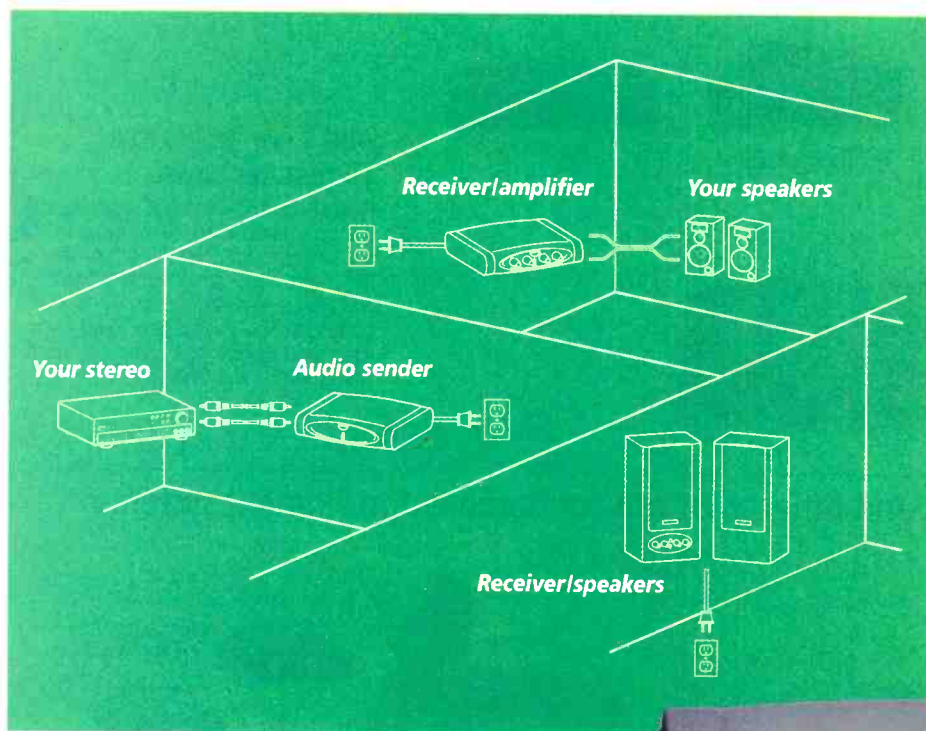 Receiver/amplifier
Your speakers
Your stereo
Audio sender
Receiver/speakers